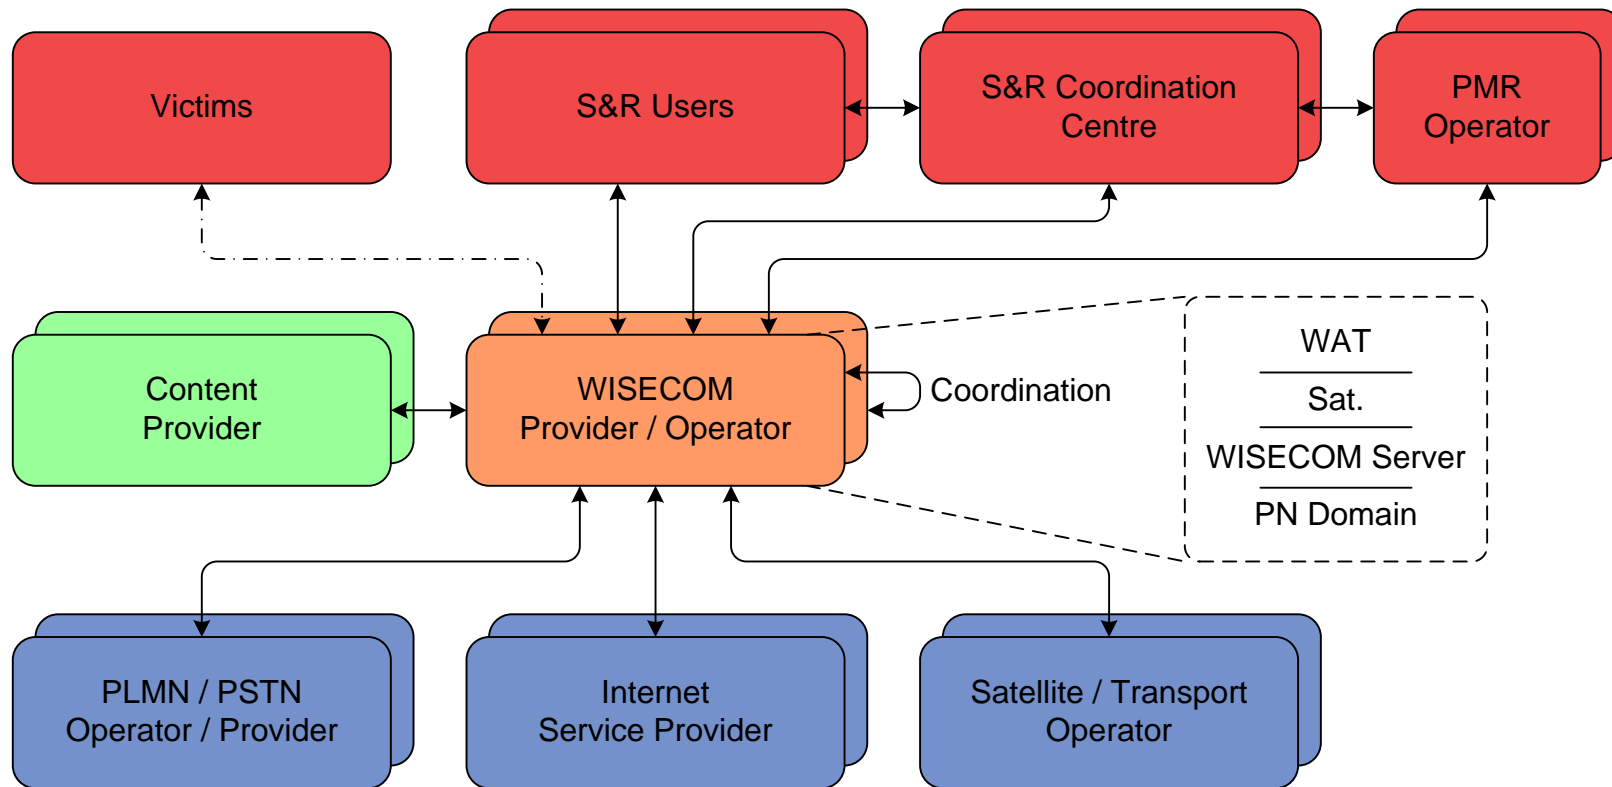 Victims
S&R Users
S&R Coordination
Centre
PMR
Operator
Content
Provider
WISECOM
Provider / Operator
Coordination
WAT
Sat.
WISECOM Server
PN Domain
PLMN / PSTN
Operator / Provider
Internet
Service Provider
Satellite / Transport
Operator